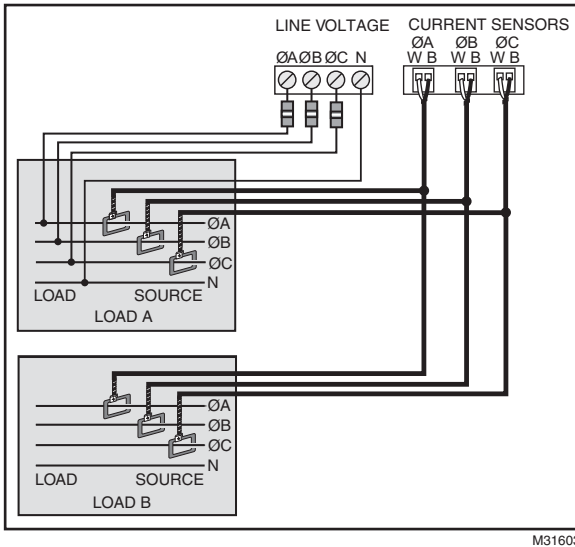 LINE VOLTAGE CURRENT SENSORS
ØA ØB ØC
ØA ØB ØC N W B W B W B
ØA
ØB
ØC
N
LOAD SOURCE
LOAD A
ØA
ØB
ØC
N
LOAD SOURCE
LOAD B
M31603